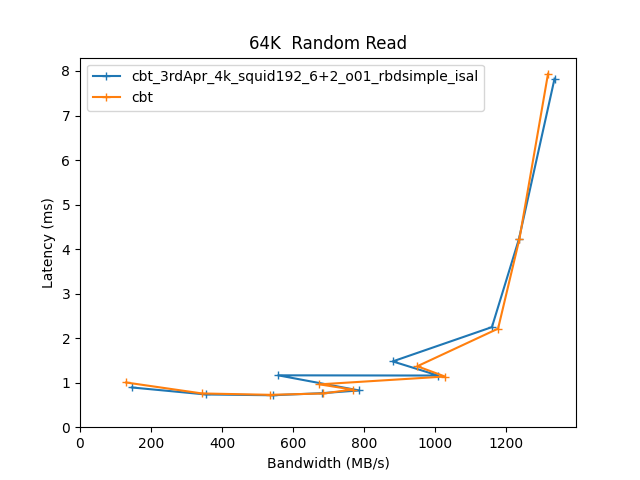 64K  Random Read
cbt_3rdApr_4k_squid192_6+2_o01_rbdsimple_isal
cbt
8
7
6
5
4
3
2
1
0
Latency (ms)
0 200 400 600 800 1000 1200
Bandwidth (MB/s)